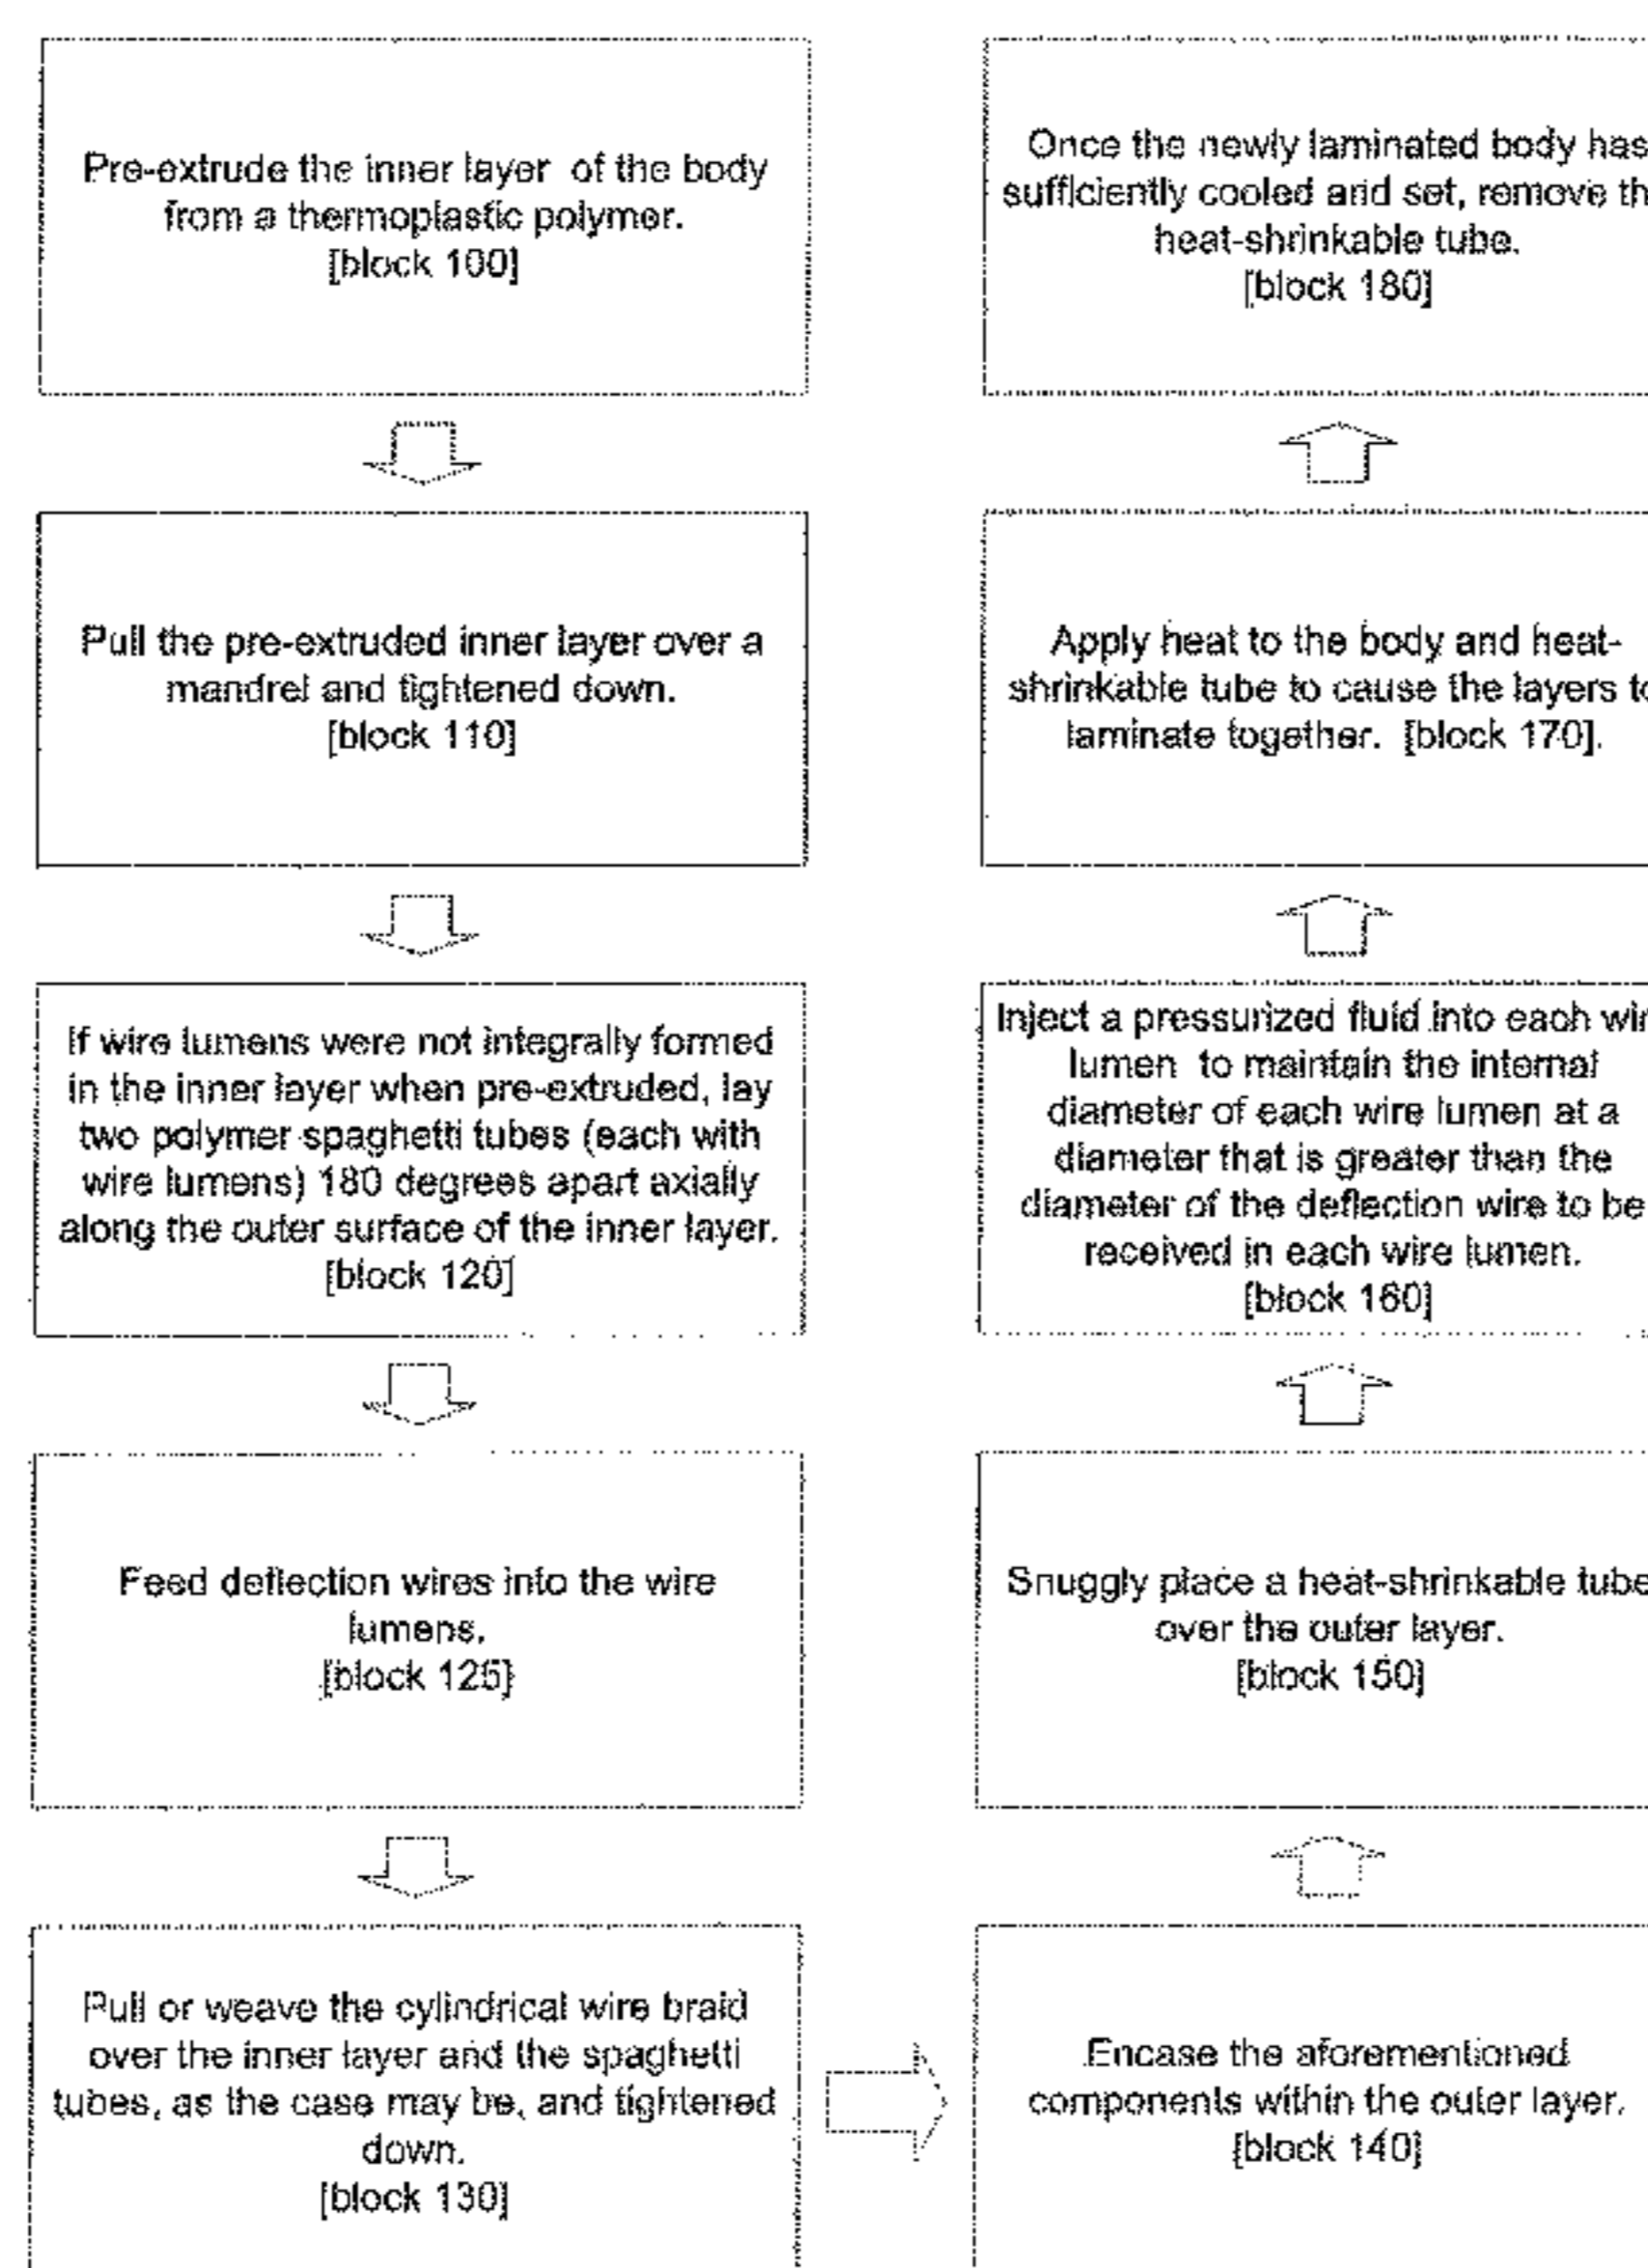 Pre-extrude the inner layer of the body
from a thermoplastic polymer.
[block 100]
Pull the pre-extruded inner layer over a
mandrel and tightened down.
[block 110]
If wire lumens were not integrally formed
in the inner layer when pre-extruded, lay
two polymer spaghetti tubes (each with
wire lumens) 180 degrees apart axially
along the outer surface of the inner layer.
[block 120]
Feed deflection wires into the wire
lumens.
[block 125]
Pull or weave the cylindrical wire braid
over the inner layer and the spaghetti
tubes, as the case may be, and tightened
down.
[block 130]
Encase the aforementioned
components within the outer layer.
[block 140]
Snuggly place a heat-shrinkable tube
over the outer layer.
[block 150]
Inject a pressurized fluid into each wir
lumen to maintain the internal
diameter of each wire lumen at a
diameter that is greater than the
diameter of the deflection wire to be
received in each wire lumen.
[block 160]
Apply heat to the body and heat-
shrinkable tube to cause the layers to
laminate together. [block 170].
Once the newly laminated body has
sufficiently cooled and set, remove th
heat-shrinkable tube.
[block 180]